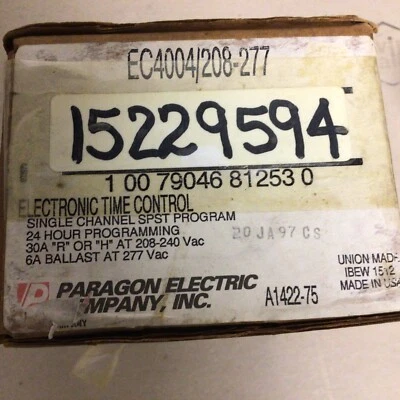 EC4004/208-277
15229594
1 00 79046 81253 0
ELECTRONIC TIME CONTROL
SINGLE CHANNEL SPST PROGRAM
24 HOUR PROGRAMMING
30A "R" OR "H" AT 208-240 Vac
6A BALLAST AT 277 Vac
20 JA97 CS
UNION MADE
IBEW 1512
MADE IN USA
PARAGON ELECTRIC
COMPANY, INC.
A1422-75